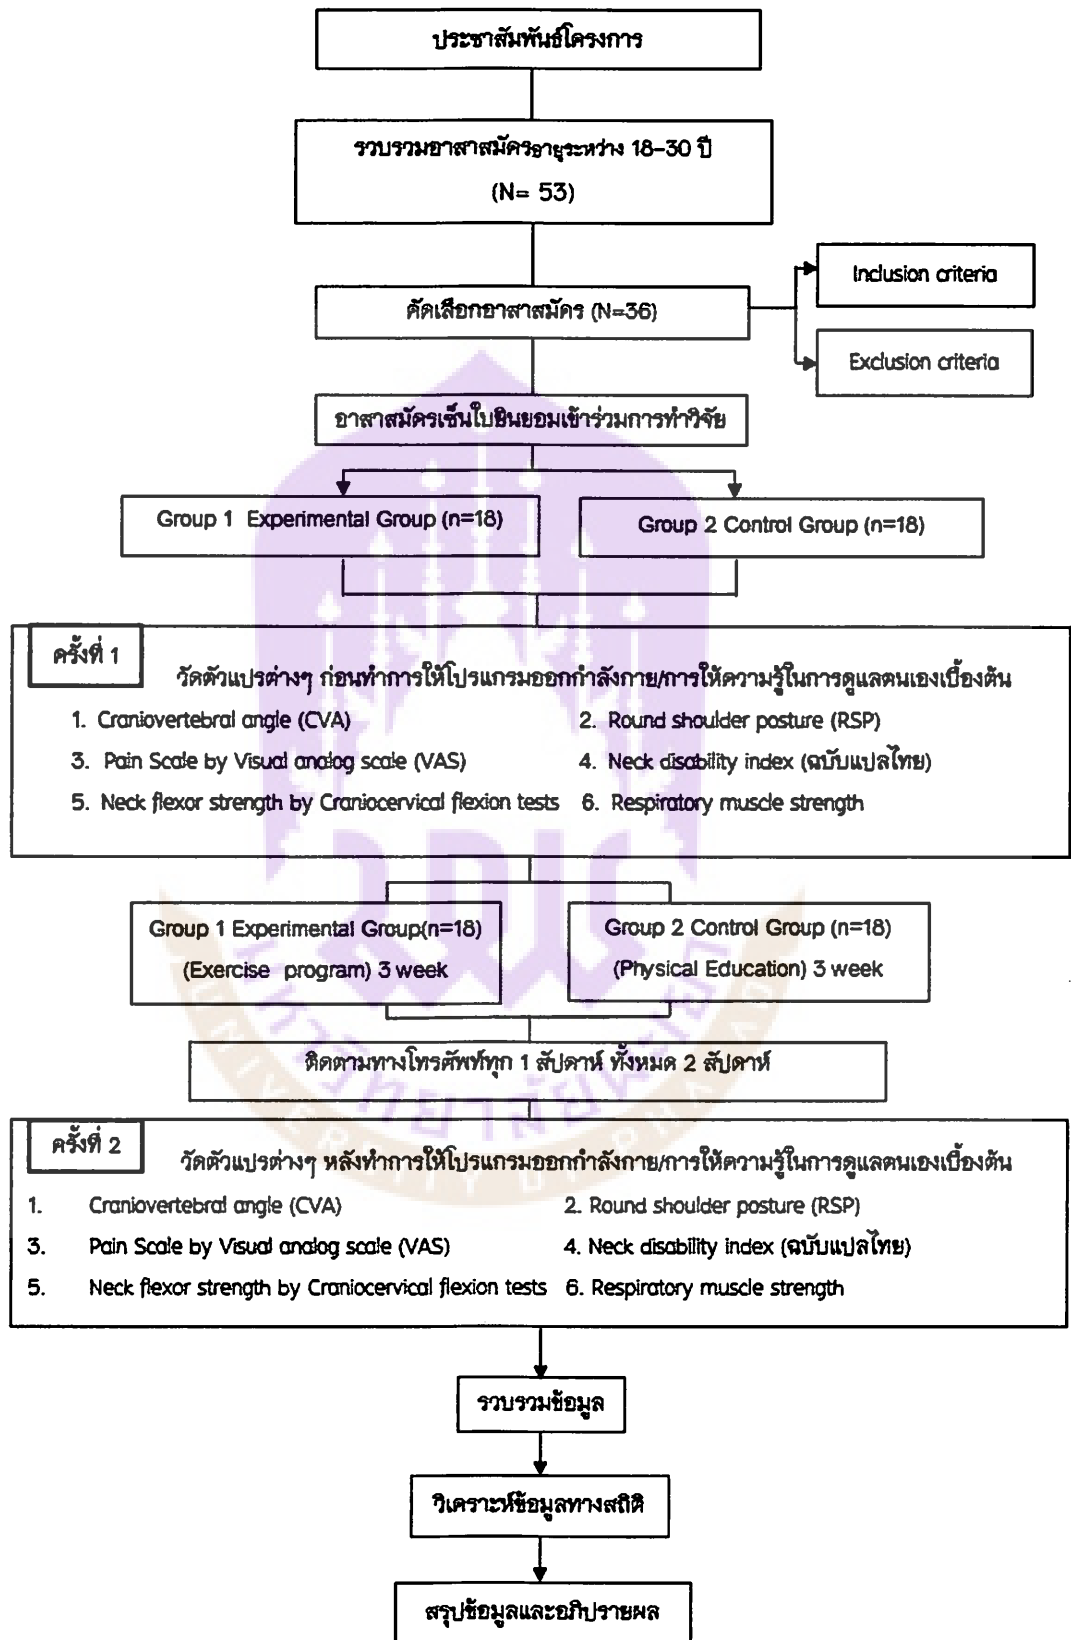 ประชาสัมพันธ์โครงการ
รวบรวมอาสาสมัครอายุระหว่าง 18-30 ปี
(N= 53)
คัดเลือกอาสาสมัคร (N=36)
Inclusion criteria
Exclusion criteria
อาสาสมัครเซ็นใบยินยอมเข้าร่วมการทำวิจัย
Group 1 Experimental Group (n=18)
Group 2 Control Group (n=18)
ครั้งที่ 1
วัดตัวแปรต่างๆ ก่อนทำการให้โปรแกรมออกกำลังกาย/การให้ความรู้ในการดูแลตนเองเบื้องต้น
1. Craniovertebral angle (CVA) 2. Round shoulder posture (RSP)
3. Pain Scale by Visual analog scale (VAS) 4. Neck disability index (ฉบับแปลไทย)
5. Neck flexor strength by Craniocervical flexion tests 6. Respiratory muscle strength
Group 1 Experimental Group(n=18)
(Exercise program) 3 week
Group 2 Control Group (n=18)
(Physical Education) 3 week
ติดตามทางโทรศัพท์ทุก 1 สัปดาห์ ทั้งหมด 2 สัปดาห์
มหาวิทยาลัยพะเยา
UNIVERSITY OF PHAYAO
ครั้งที่ 2
วัดตัวแปรต่างๆ หลังทำการให้โปรแกรมออกกำลังกาย/การให้ความรู้ในการดูแลตนเองเบื้องต้น
1. Craniovertebral angle (CVA) 2. Round shoulder posture (RSP)
3. Pain Scale by Visual analog scale (VAS) 4. Neck disability index (ฉบับแปลไทย)
5. Neck flexor strength by Craniocervical flexion tests 6. Respiratory muscle strength
รวบรวมข้อมูล
วิเคราะห์ข้อมูลทางสถิติ
สรุปข้อมูลและอภิปรายผล